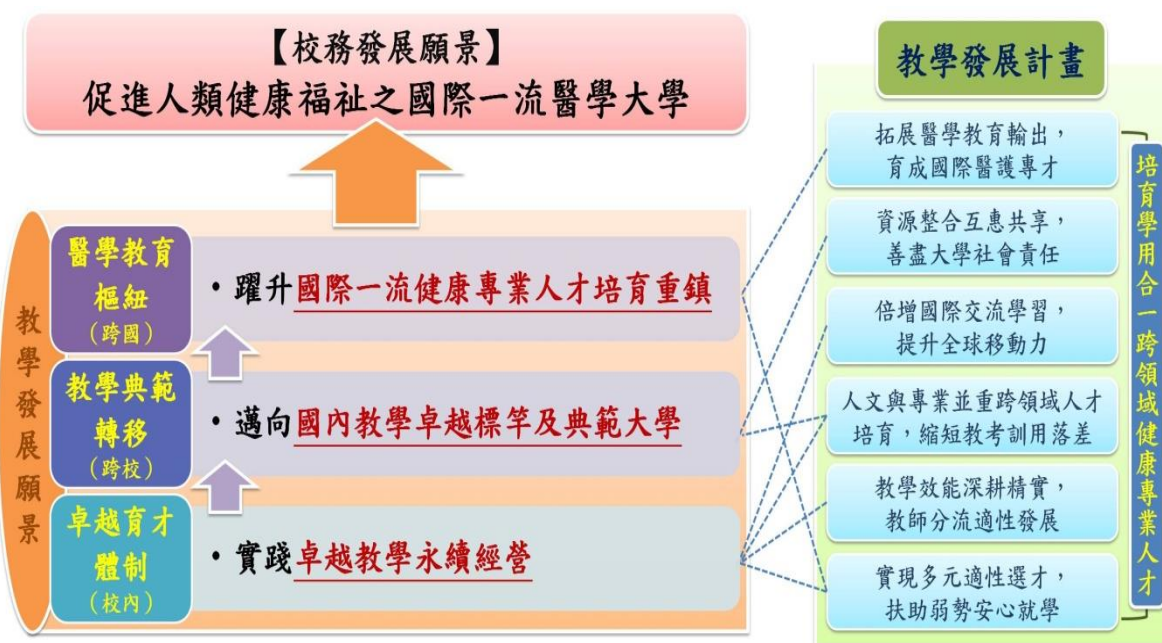 【校務發展願景】
促進人類健康福祉之國際一流醫學大學
教學發展願景
醫學教育
樞紐
(跨國)
・躍升國際一流健康專業人才培育重鎮
教學典範
轉移
(跨校)
・邁向國內教學卓越標竿及典範大學
卓越育才
體制
(校內)
・實踐卓越教學永續經營
教學發展計畫
拓展醫學教育輸出，
育成國際醫護專才
資源整合互惠共享，
善盡大學社會責任
倍增國際交流學習，
提升全球移動力
人文與專業並重跨領域人才
培育，縮短教考訓用落差
教學效能深耕精實，
教師分流適性發展
實現多元適性選才，
扶助弱勢安心就學
培育學用合一跨領域健康專業人才